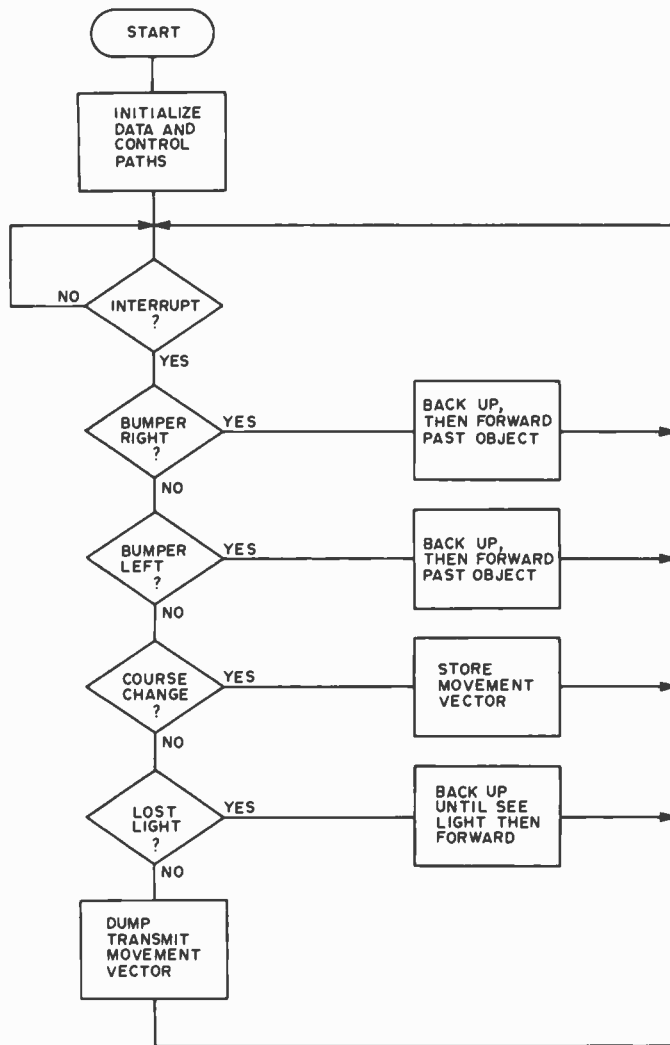 START
INITIALIZE
DATA AND
CONTROL
PATHS
NO
INTERRUPT
?
YES
BUMPER
RIGHT
?
YES
BACK UP,
THEN FORWARD
PAST OBJECT
NO
BUMPER
LEFT
?
YES
BACK UP,
THEN FORWARD
PAST OBJECT
NO
COURSE
CHANGE
?
YES
STORE
MOVEMENT
VECTOR
NO
LOST
LIGHT
?
YES
BACK UP
UNTIL SEE
LIGHT THEN
FORWARD
NO
DUMP
TRANSMIT
MOVEMENT
VECTOR